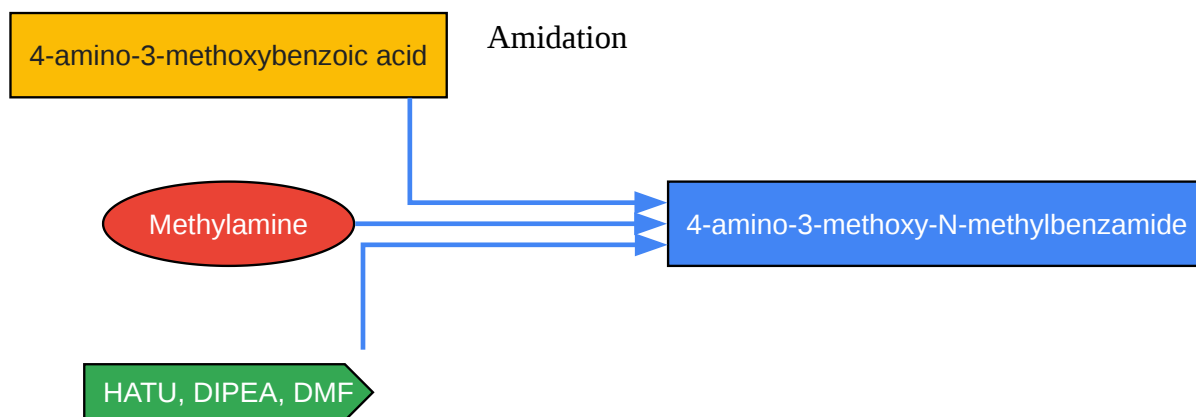 4-amino-3-methoxybenzoic acid
Amidation
Methylamine
4-amino-3-methoxy-N-methylbenzamide
HATU, DIPEA, DMF